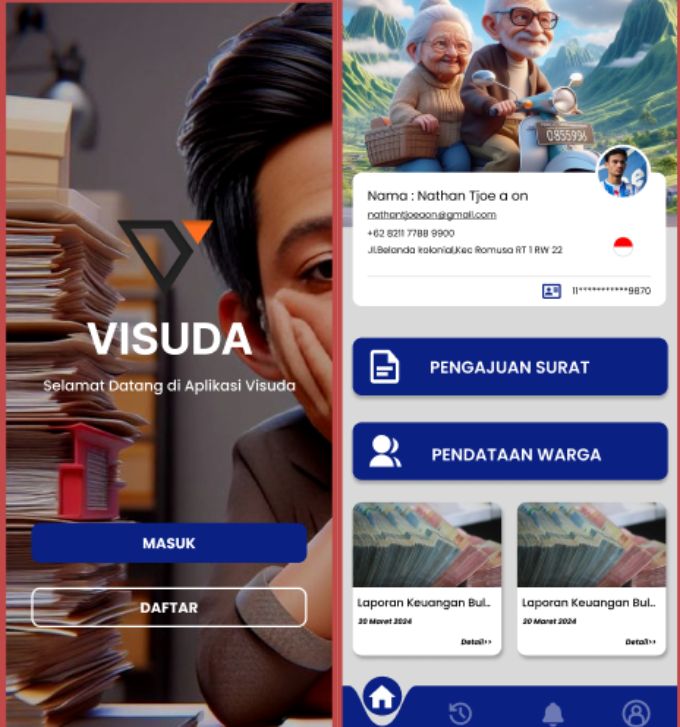 VISUDA
Selamat Datang di Aplikasi Visuda
MASUK
DAFTAR
085599
Nama : Nathan Tjoe a on
nathantjoeaon@gmail.com
+62 8211 7788 9900
Jl.Belanda kolonial,Kec Romusa RT 1 RW 22
11***********9870
PENGAJUAN SURAT
PENDATAAN WARGA
Laporan Keuangan Bul..
20 Maret 2024
Detail>>
Laporan Keuangan Bul..
20 Maret 2024
Detail>>